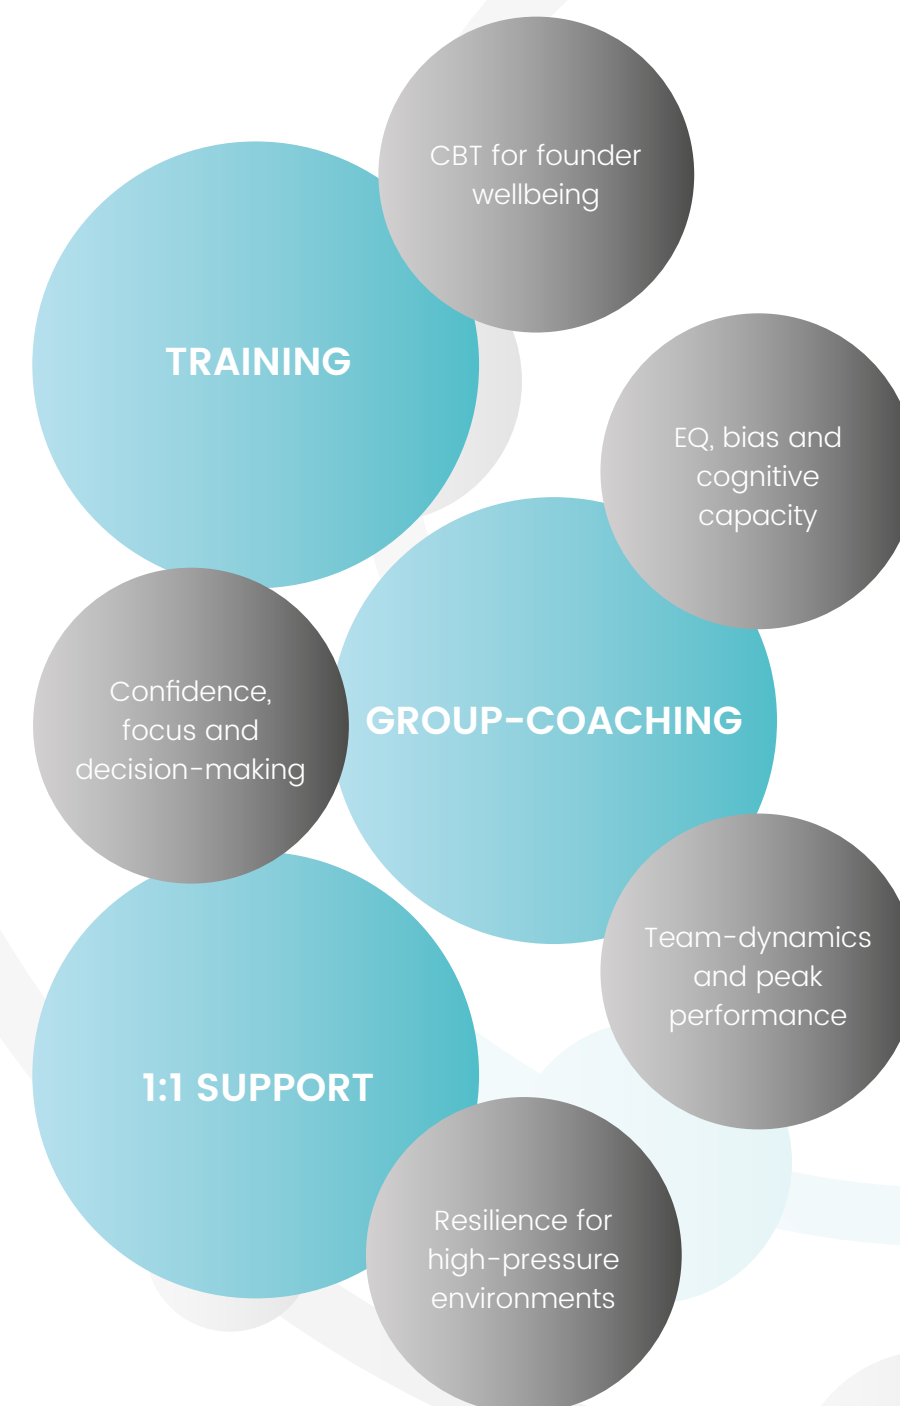 CBT for founder
wellbeing
TRAINING
EQ, bias and
cognitive
capacity
Confidence,
focus and
decision-making
GROUP-COACHING
Team-dynamics
and peak
performance
1:1 SUPPORT
Resilience for
high-pressure
environments